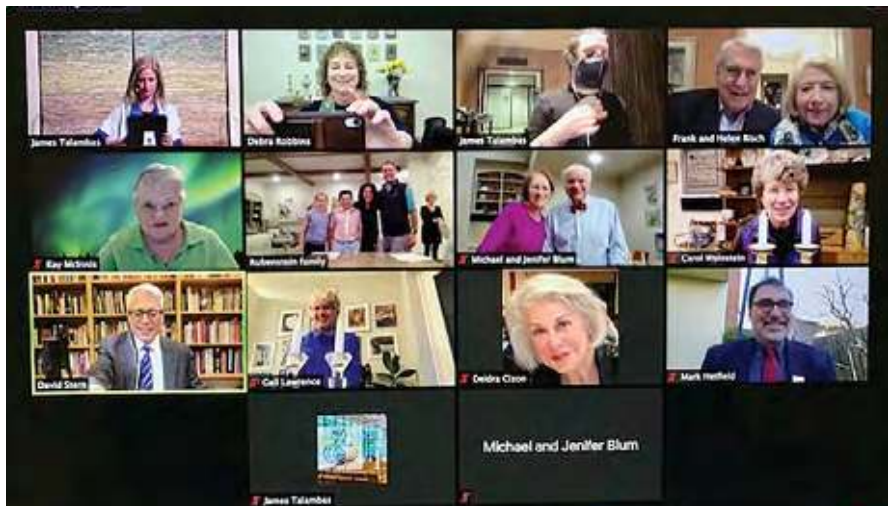 James Talambas
Debra Robbins
James Talambas
Frank and Helen Risch
Kay McInnis
Rubenstein Family
Michael and Jenifer Blum
Carol Weinstein
David Stern
Gail Lawrence
Deidra Cizon
Mark Hetfield
James Talambas
Michael and Jenifer Blum